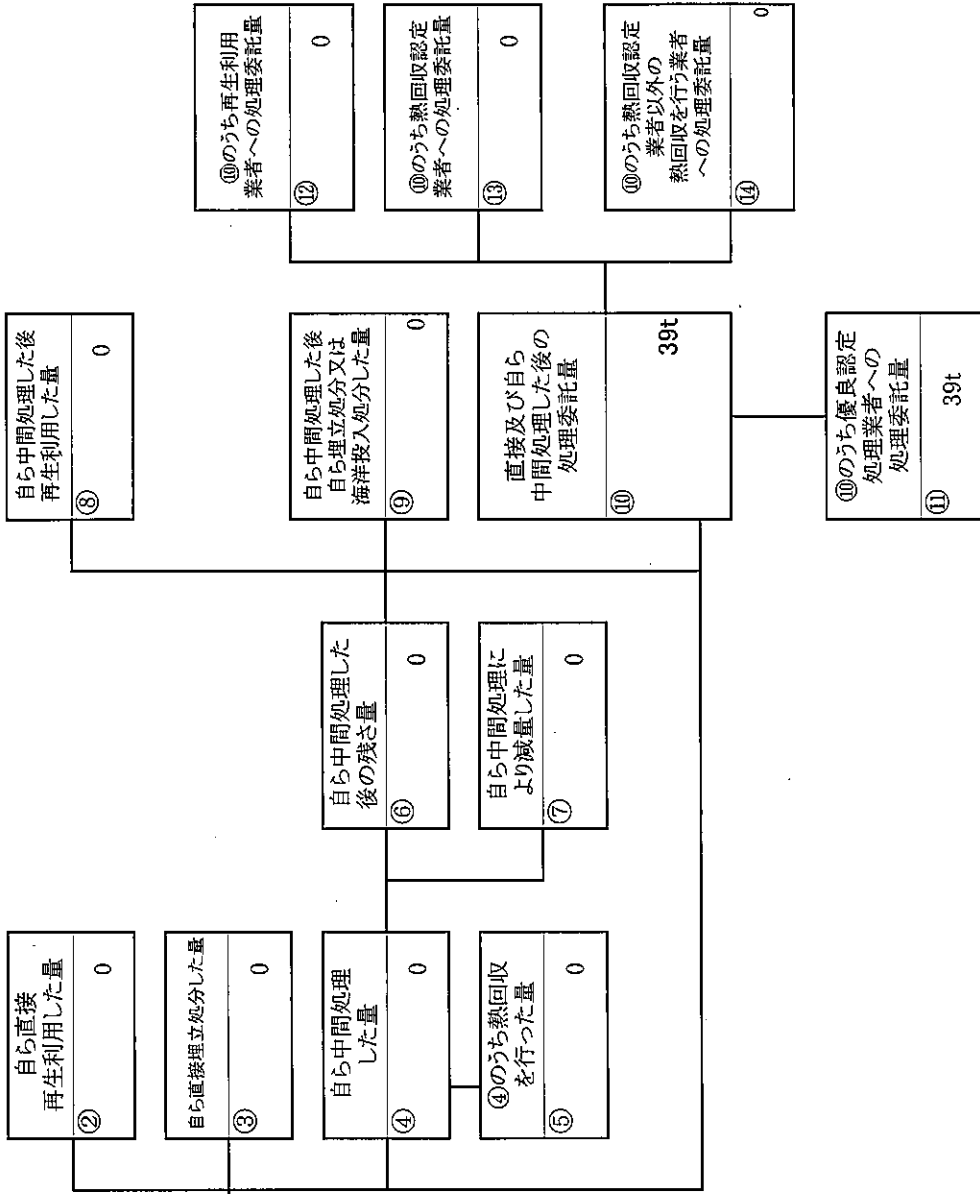 自ら直接
再生利用した量
② 0
自ら直接埋立処分した量
③ 0
自ら中間処理
した量
④ 0
④のうち熱回収
を行った量
⑤ 0
自ら中間処理した
後の残さ量
⑥ 0
自ら中間処理に
より減量した量
⑦ 0
自ら中間処理した後
再生利用した量
⑧ 0
自ら中間処理した後
自ら埋立処分又は
海洋投入処分した量
⑨ 0
直接及び自ら
中間処理した後の
処理委託量
⑩ 39t
⑩のうち優良認定
処理業者への
処理委託量
⑪ 39t
⑩のうち再生利用
業者への処理委託量
⑫ 0
⑩のうち熱回収認定
業者への処理委託量
⑬ 0
⑩のうち熱回収認定
業者以外の
熱回収を行う業者
への処理委託量
⑭ 0